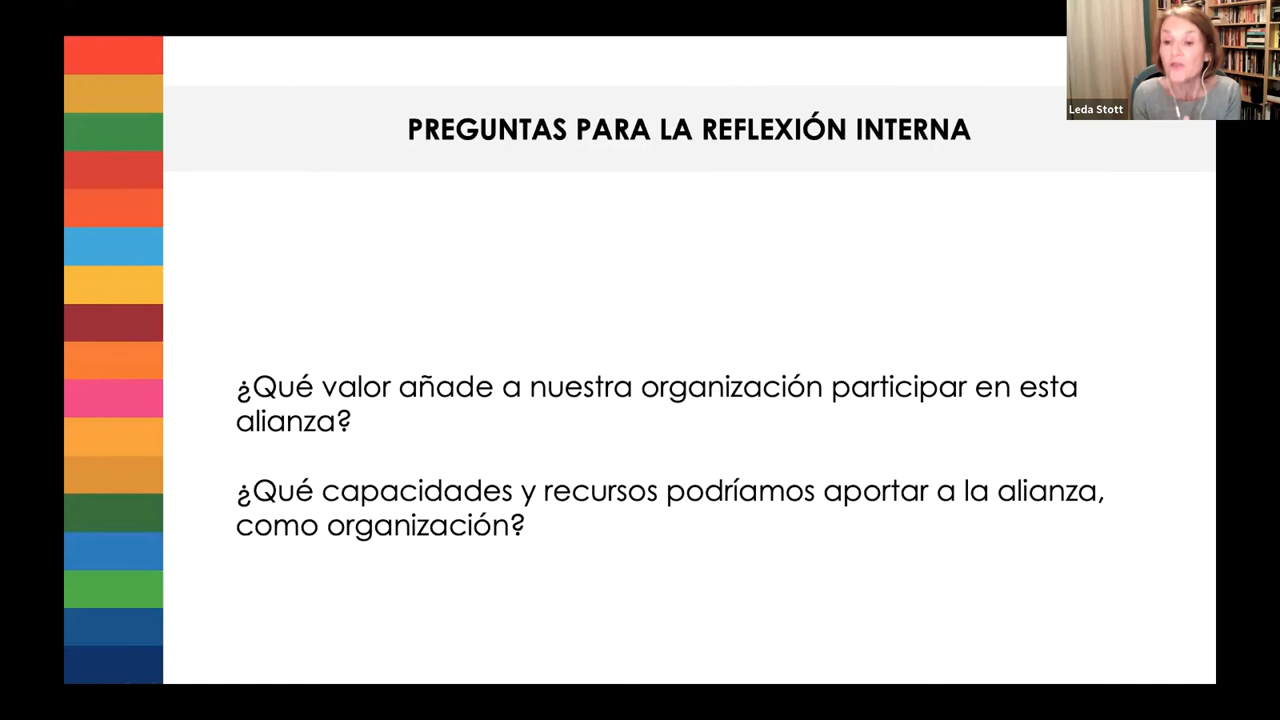 Leda Stott
PREGUNTAS PARA LA REFLEXIÓN INTERNA
¿Qué valor añade a nuestra organización participar en esta
alianza?
¿Qué capacidades y recursos podríamos aportar a la alianza,
como organización?